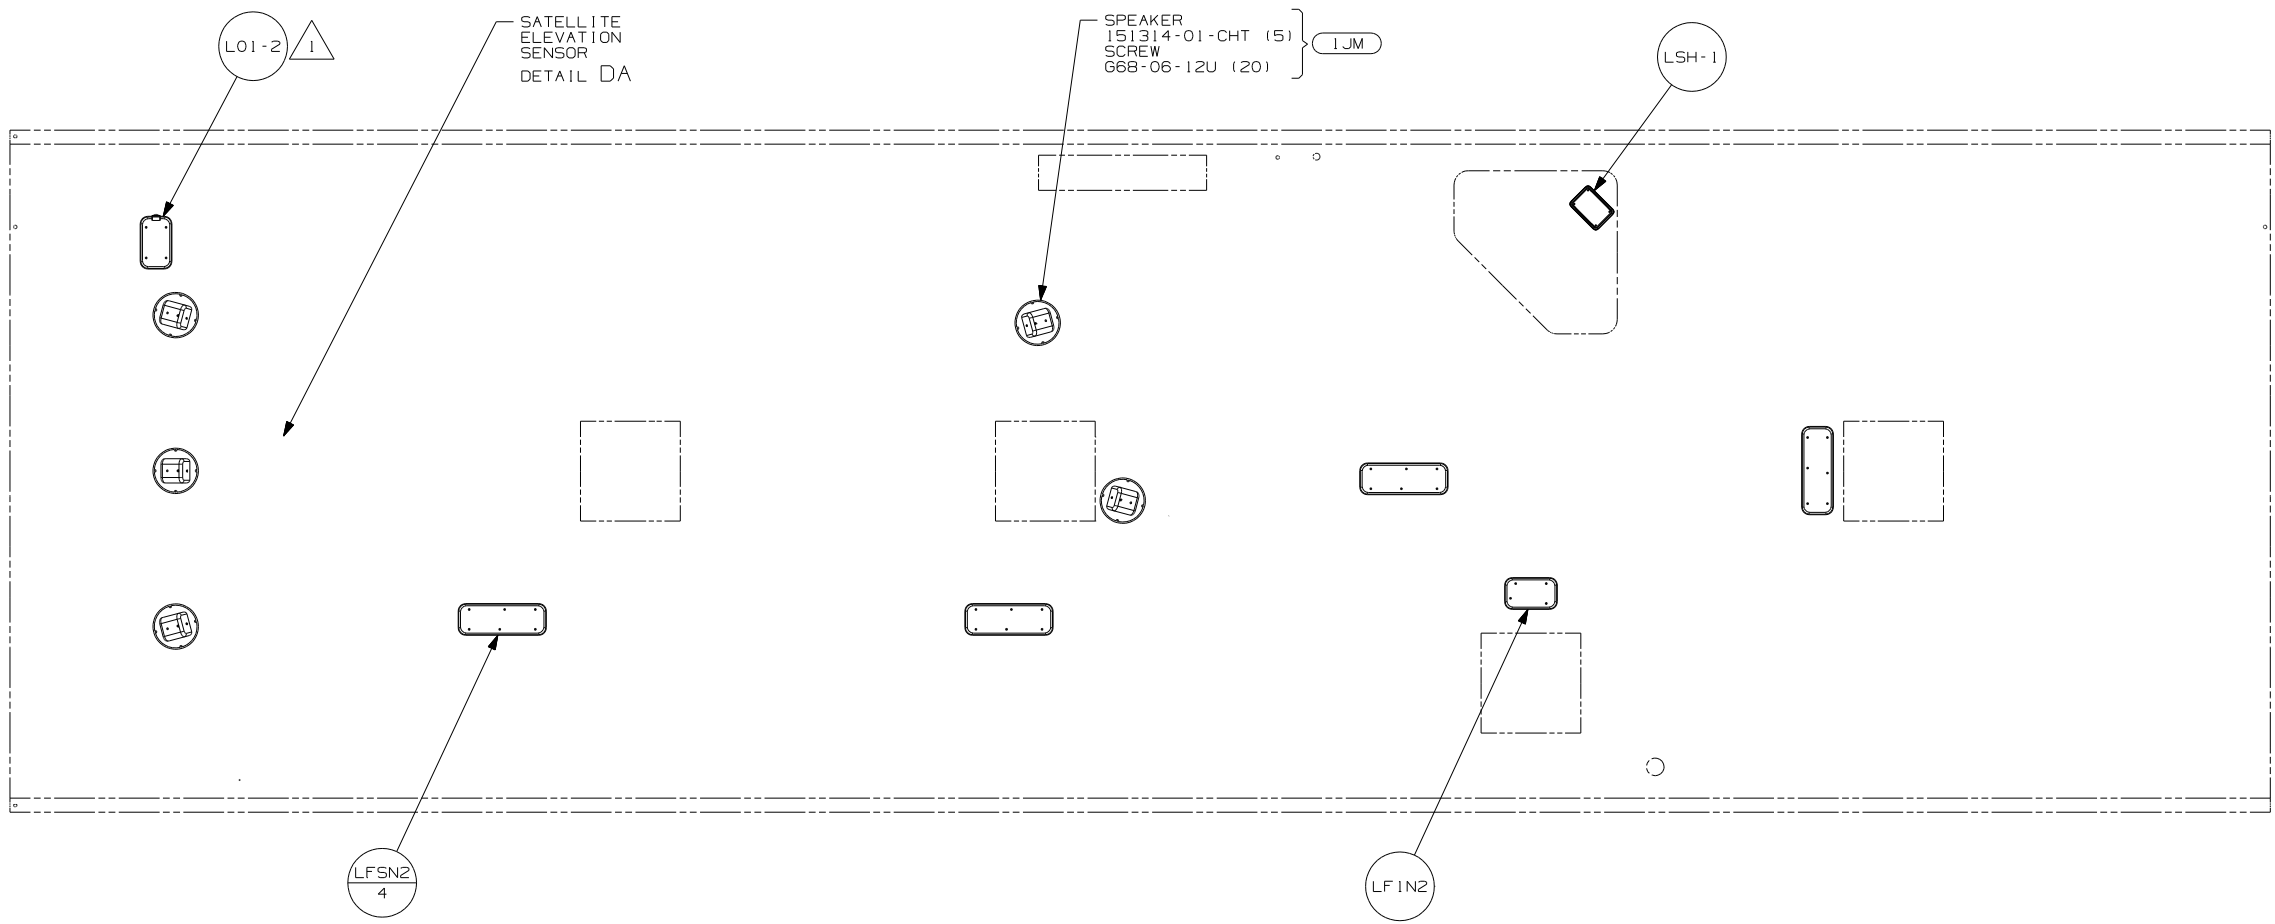 LO1-2
1
SATELLITE
ELEVATION
SENSOR
DETAIL DA
SPEAKER
151314-01-CHT (5)
SCREW
G68-06-12U (20)
1JM
LSH-1
LFSN2
4
LF1N2